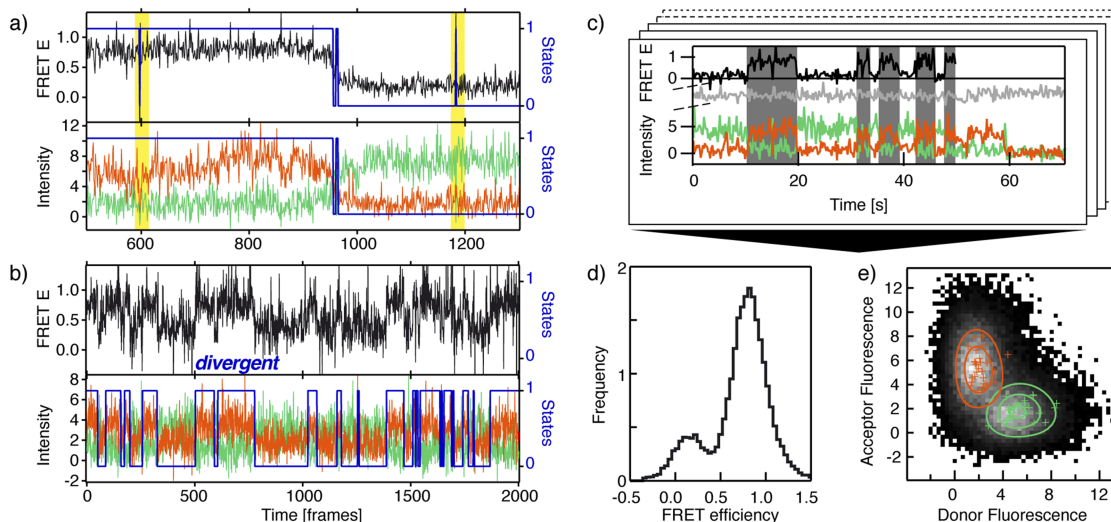 a)
FRET E
1.0
0.5
0.0
1
0
States
Intensity
12
8
4
0
1
0
States
600
800
1000
1200
b)
FRET E
1.0
0.5
0.0
1
0
States
divergent
Intensity
8
6
4
2
0
-2
1
0
States
0
500
1000
1500
2000
Time [frames]
c)
FRET E
1
0
Intensity
5
0
0
20
40
60
Time [s]
d)
Frequency
2
1
0
-0.5
0.0
0.5
1.0
1.5
FRET efficiency
e)
Acceptor Fluorescence
12
10
8
6
4
2
0
-2
0
4
8
12
Donor Fluorescence